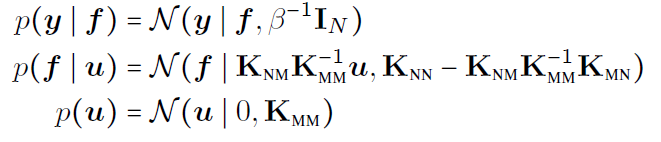 p(y | f) = 𝒩(y | f, β⁻¹I_N)
p(f | u) = 𝒩(f | K_NM K_MM⁻¹ u, K_NN − K_NM K_MM⁻¹ K_MN)
p(u) = 𝒩(u | 0, K_MM)